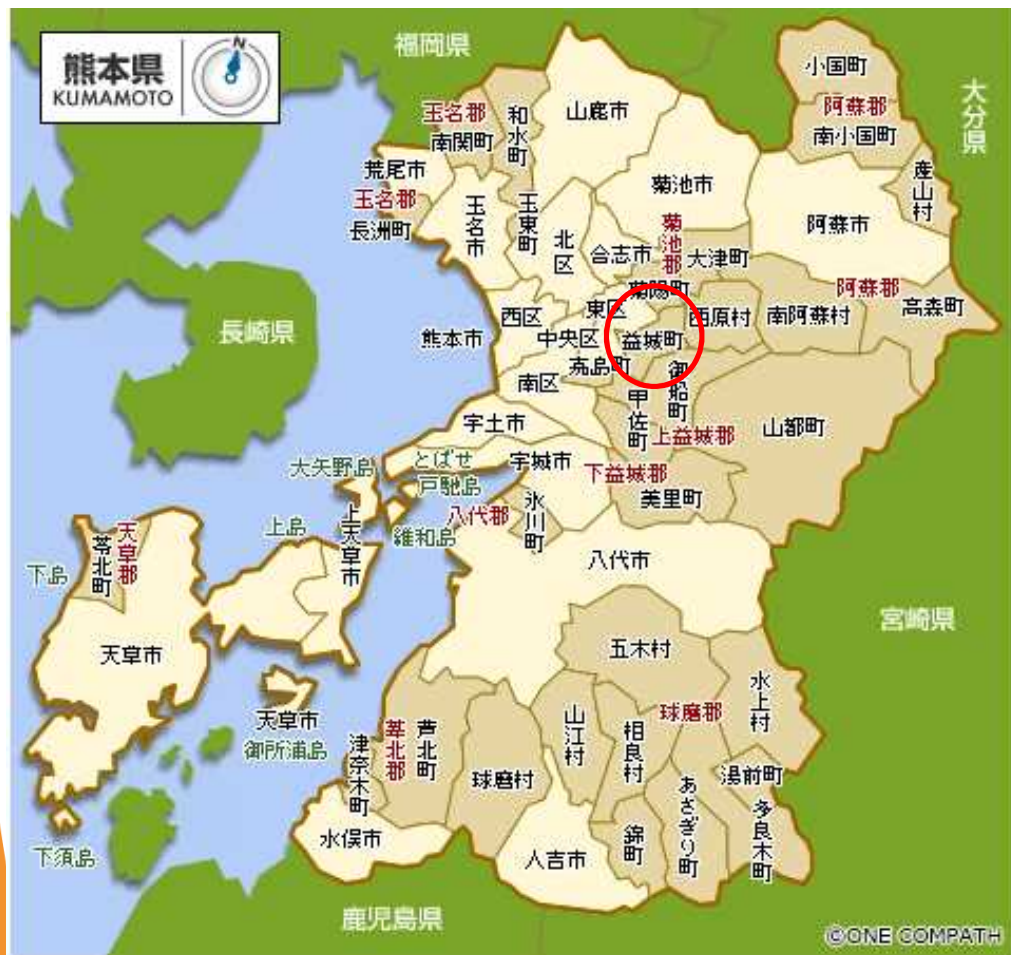 熊本県
KUMAMOTO
N
福岡県
大分県
小国町
阿蘇郡
南小国町
産山村
玉名郡
南関町
和水町
山鹿市
荒尾市
玉名郡
長洲町
玉名市
玉東町
北区
合志市
菊池市
菊池郡
大津町
阿蘇市
阿蘇郡
菊陽町
高森町
長崎県
熊本市
西区
東区
中央区
益城町
西原村
南阿蘇村
嘉島町
南区
御船町
甲佐町
上益城郡
山都町
宇土市
大矢野島
とばせ
戸馳島
宇城市
下益城郡
美里町
八代郡
氷川町
維和島
上島
上天草市
天草郡
苓北町
下島
八代市
天草市
宮崎県
五木村
水上村
天草市
御所浦島
津奈木町
葦北郡
芦北町
球磨村
山江村
相良村
球磨郡
湯前町
あさぎり町
多良木町
錦町
水俣市
人吉市
下須島
鹿児島県
©ONE COMPATH